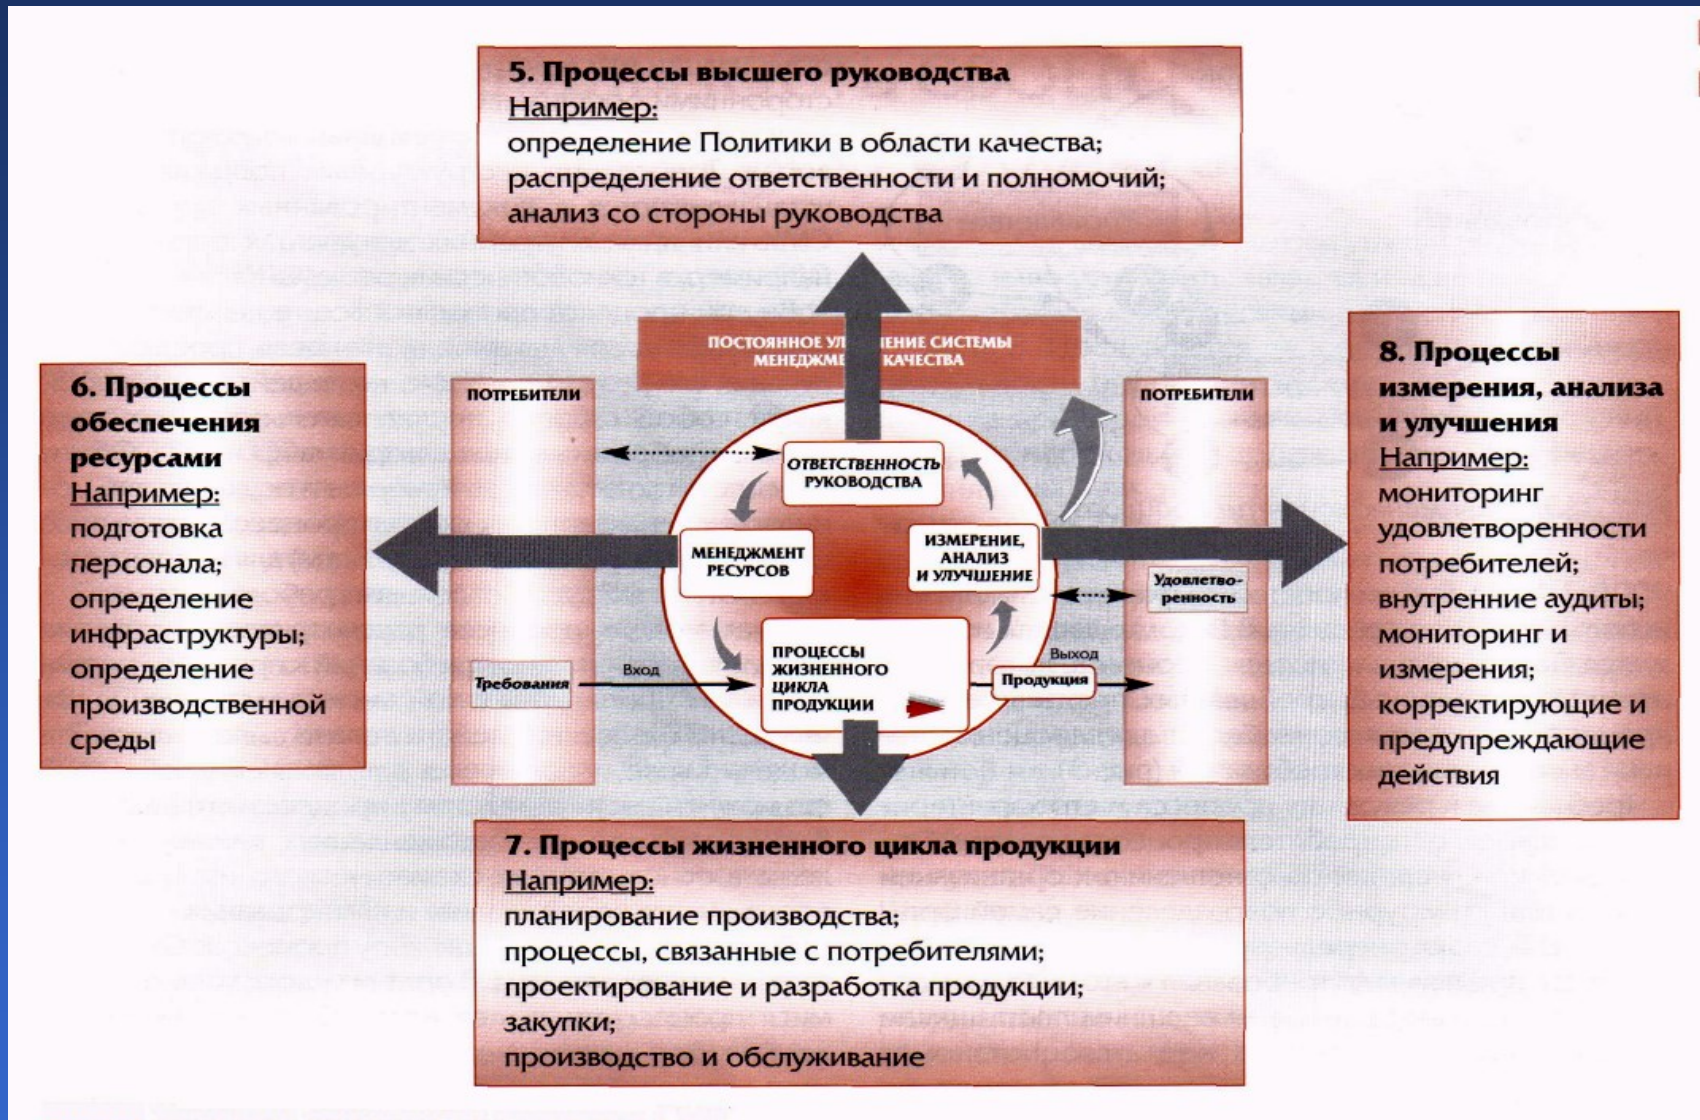 5. Процессы высшего руководства
Например:
определение Политики в области качества;
распределение ответственности и полномочий;
анализ со стороны руководства
ПОСТОЯННОЕ СИСТЕМЫ
КАЧЕСТВА
6. Процессы
обеспечения
ресурсами
Например:
подготовка
персонала;
определение
инфраструктуры;
определение
производственной
среды
ПОТРЕБИТЕЛИ
Требования
Вход
ОТВЕТСТВЕННОСТЬ
РУКОВОДСТВА
МЕНЕДЖМЕНТ
РЕСУРСОВ
ИЗМЕРЕНИЕ,
АНАЛИЗ
И УЛУЧШЕНИЕ
ПРОЦЕССЫ
ЖИЗНЕННОГО
ЦИКЛА
ПРОДУКЦИИ
Выход
Продукция
ПОТРЕБИТЕЛИ
Удовлетво-
ренность
8. Процессы
измерения, анализа
и улучшения
Например:
мониторинг
удовлетворенности
потребителей;
внутренние аудиты;
мониторинг и
измерения;
корректирующие и
предупреждающие
действия
7. Процессы жизненного цикла продукции
Например:
планирование производства;
процессы, связанные с потребителями;
проектирование и разработка продукции;
закупки;
производство и обслуживание